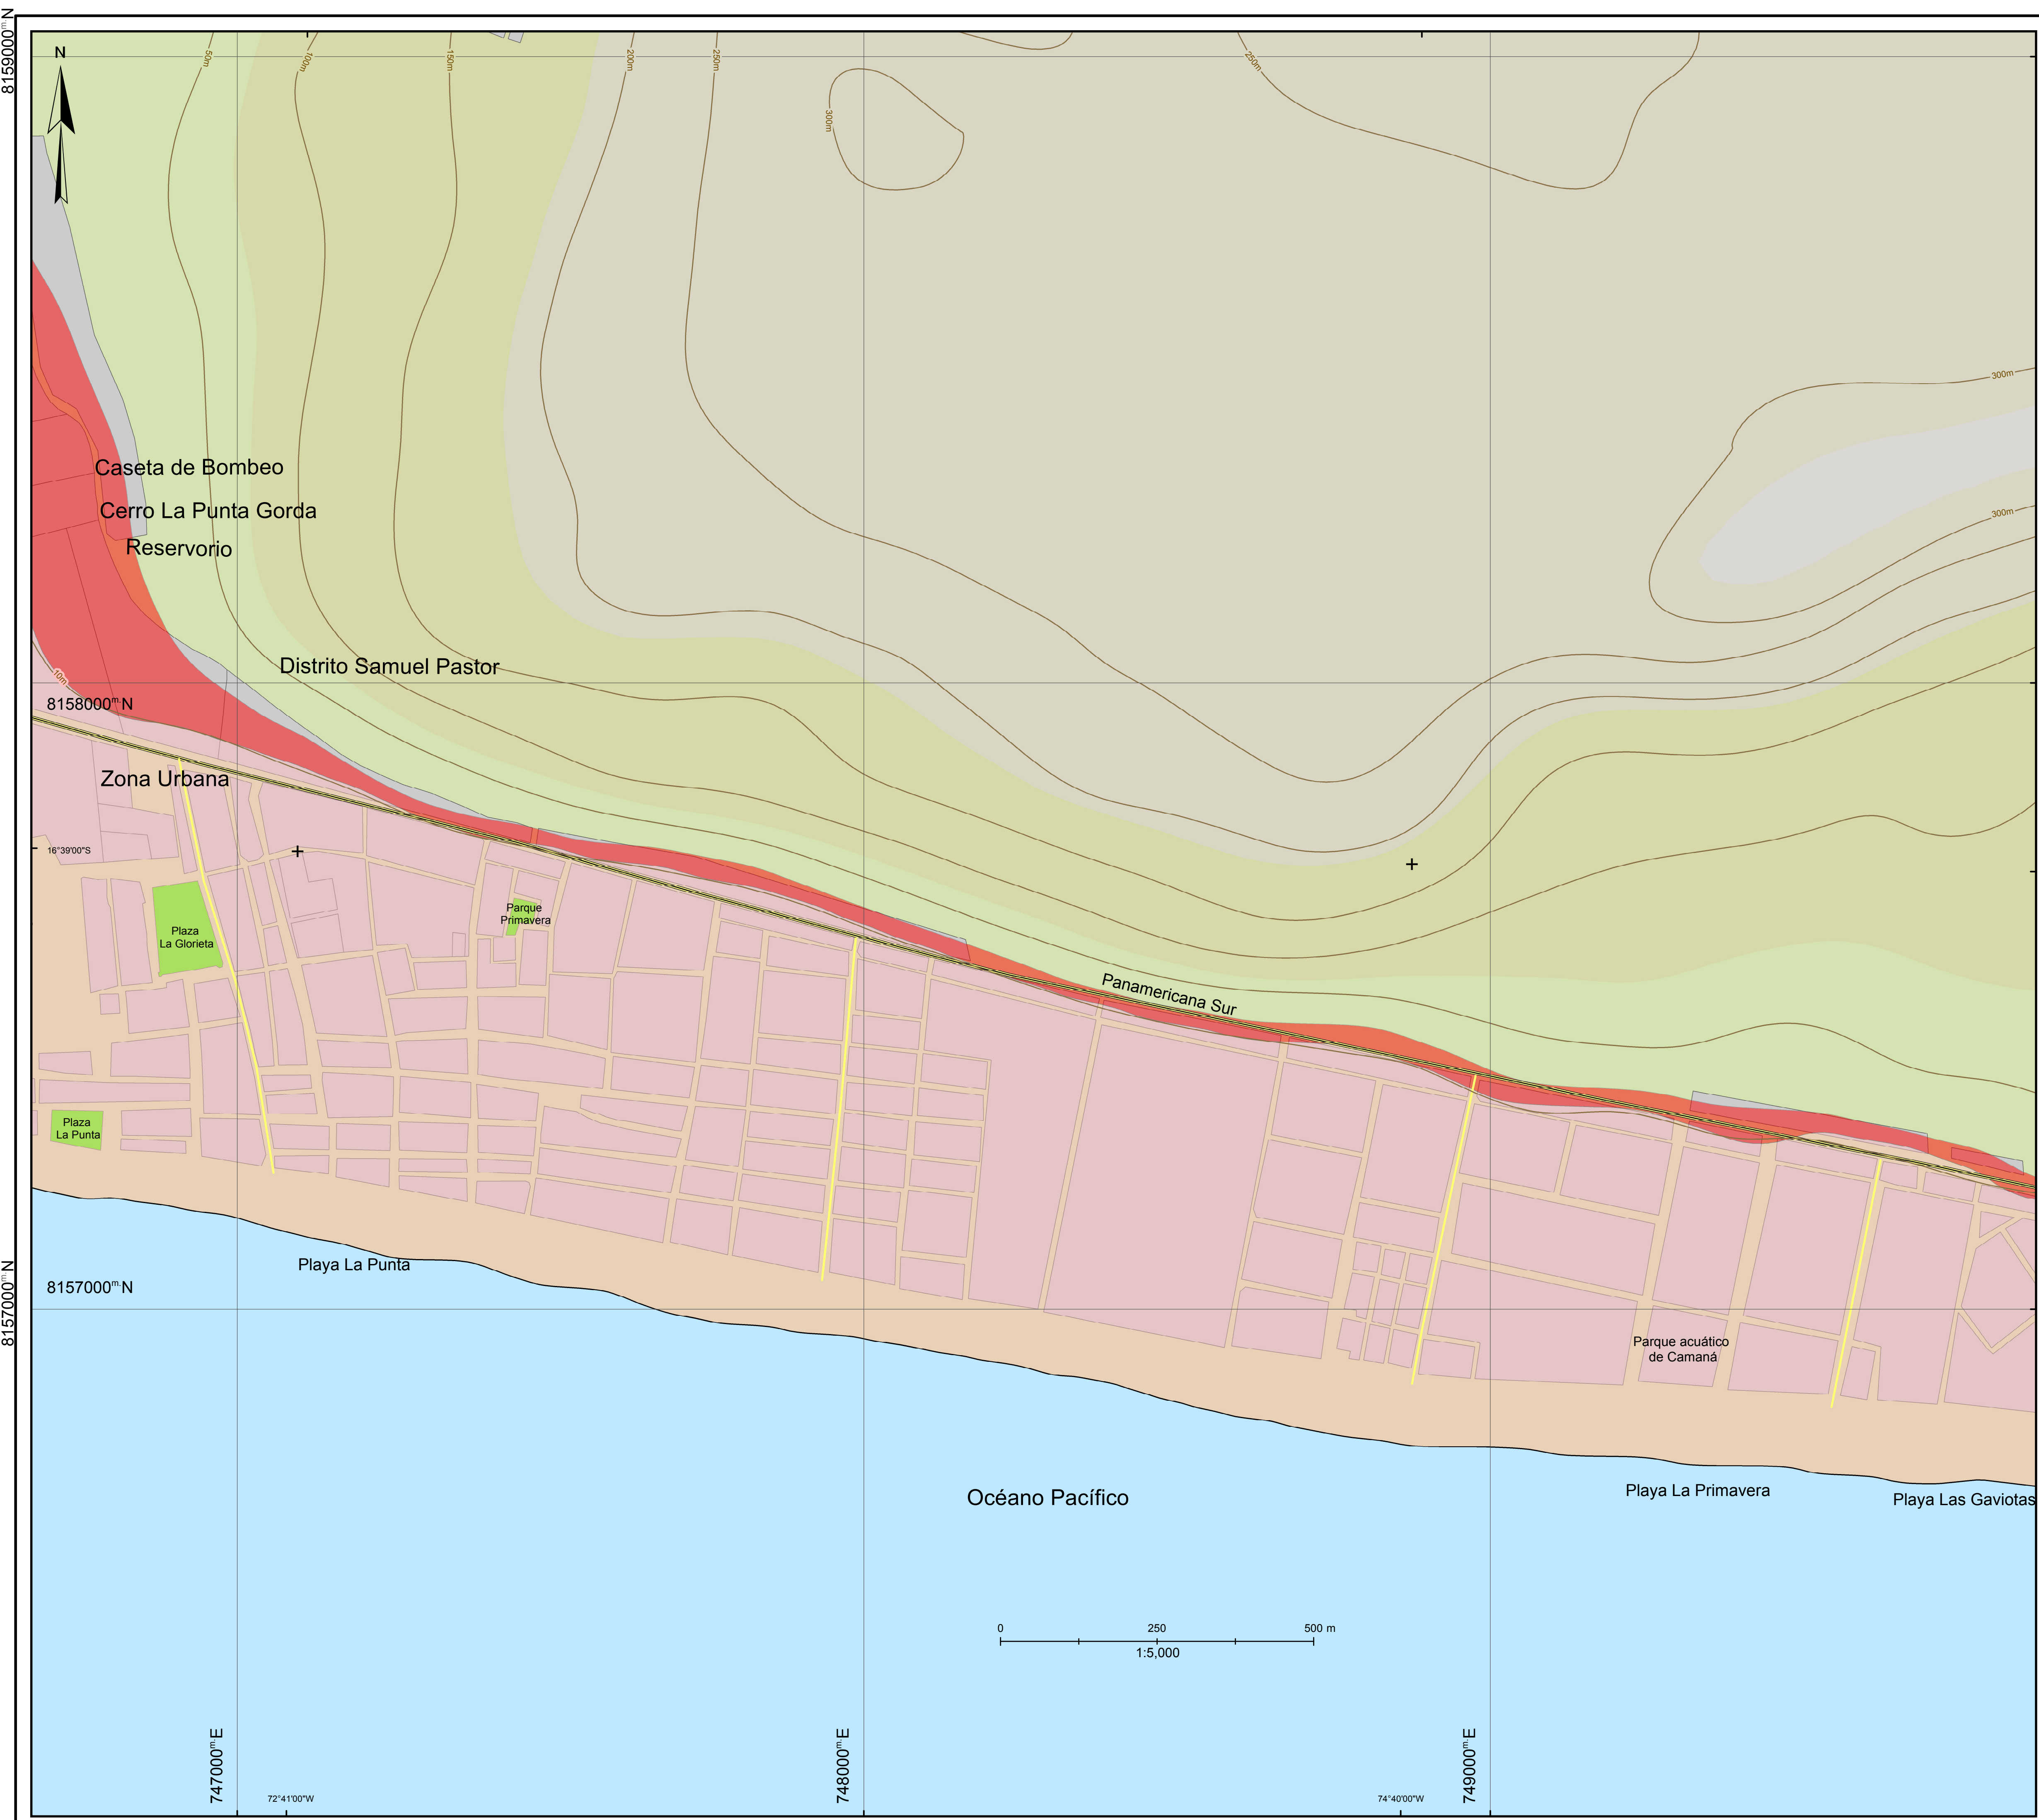 8159000m.N
N
50m
100m
150m
200m
250m
300m
250m
300m
300m
Caseta de Bombeo
Cerro La Punta Gorda
Reservorio
Distrito Samuel Pastor
10m
8158000m.N
Zona Urbana
16°39'00"S
Parque
Primavera
Plaza
La Glorieta
Panamericana Sur
Plaza
La Punta
Playa La Punta
8157000m.N
8157000m.N
Parque acuático
de Camaná
Océano Pacífico
Playa La Primavera
Playa Las Gaviotas
0 250 500 m
1:5,000
747000m.E
748000m.E
749000m.E
72°41'00"W
74°40'00"W